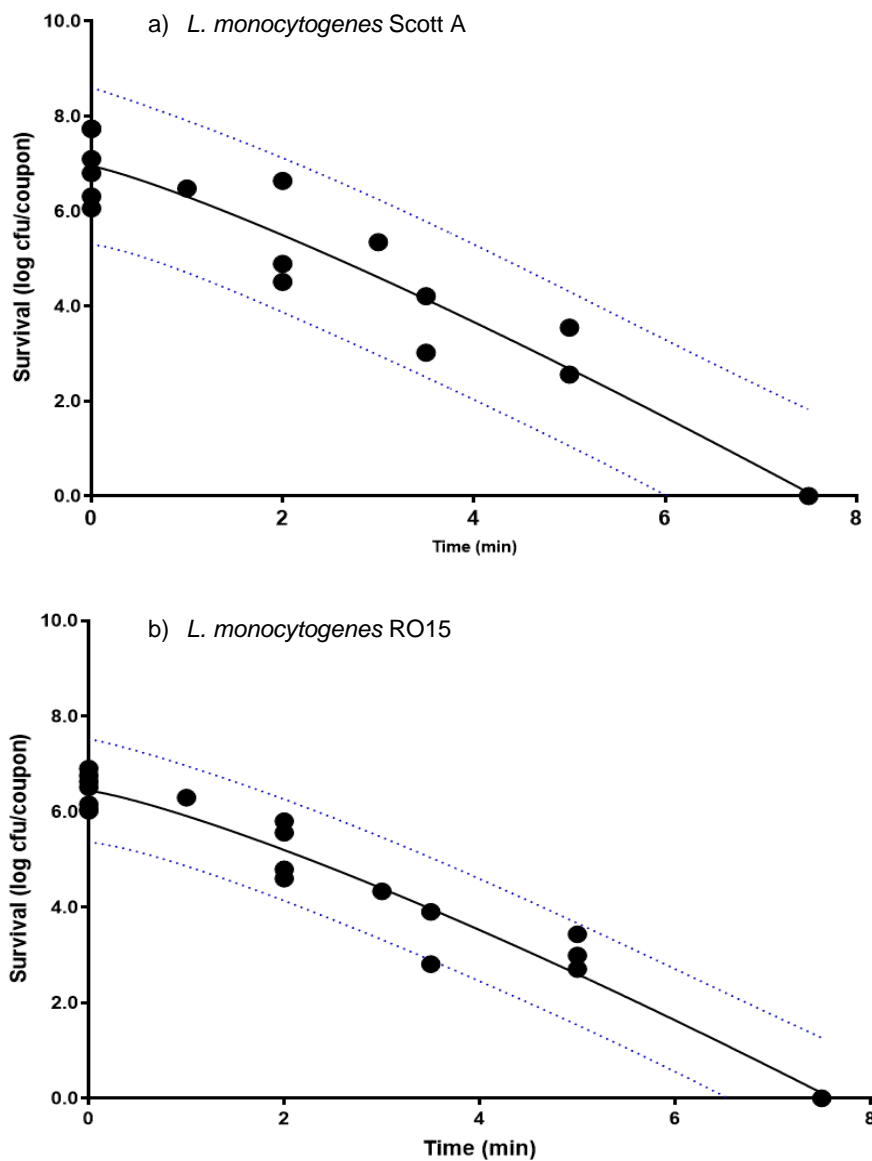 a) L. monocytogenes Scott A
10.0
8.0
6.0
4.0
2.0
0.0
Survival (log cfu/coupon)
0 2 4 6 8
Time (min)
b) L. monocytogenes RO15
10.0
8.0
6.0
4.0
2.0
0.0
Survival (log cfu/coupon)
0 2 4 6 8
Time (min)